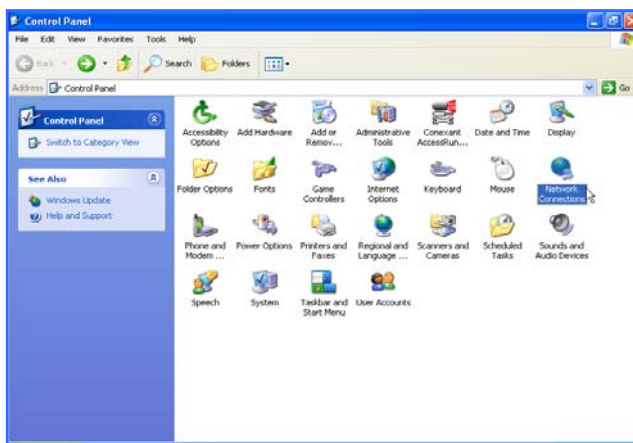 Control Panel
File Edit View Favorites Tools Help
Back Search Folders
Address Control Panel Go
Control Panel
Switch to Category View
See Also
Windows Update
Help and Support
Accessibility Options
Add Hardware
Add or Remov...
Administrative Tools
Conexant AccessRun...
Date and Time
Display
Folder Options
Fonts
Game Controllers
Internet Options
Keyboard
Mouse
Network Connections
Phone and Modem ...
Power Options
Printers and Faxes
Regional and Language ...
Scanners and Cameras
Scheduled Tasks
Sounds and Audio Devices
Speech
System
Taskbar and Start Menu
User Accounts